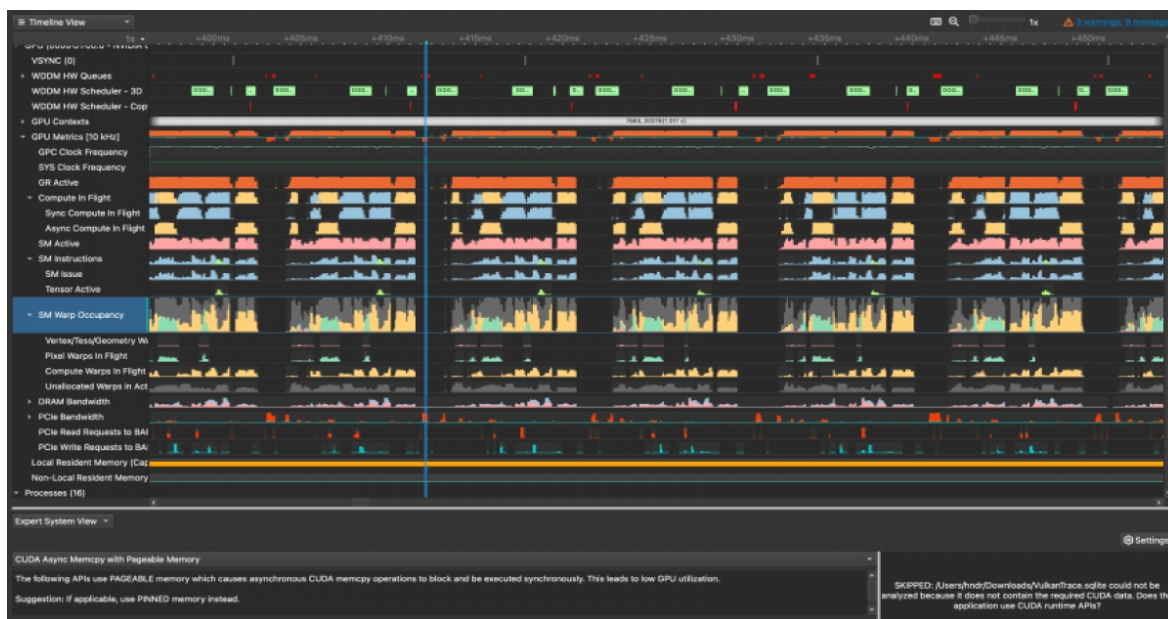 Timeline View
1x
3 warnings, 9 message
1s
+400ms +405ms +410ms +415ms +420ms +425ms +430ms +435ms +440ms +445ms +450ms
VSYNC (0)
WDDM HW Queues
WDDM HW Scheduler - 3D
WDDM HW Scheduler - Cop
GPU Contexts
GPU Metrics [10 kHz]
GPC Clock Frequency
SYS Clock Frequency
GR Active
Compute In Flight
Sync Compute In Flight
Async Compute In Flight
SM Active
SM Instructions
SM Issue
Tensor Active
SM Warp Occupancy
Vertex/Tess/Geometry Wa
Pixel Warps In Flight
Compute Warps In Flight
Unallocated Warps in Act
DRAM Bandwidth
PCIe Bandwidth
PCIe Read Requests to BAR
PCIe Write Requests to BA
Local Resident Memory (Cap
Non-Local Resident Memory
Processes (16)
Expert System View
Settings
CUDA Async Memcpy with Pageable Memory
The following APIs use PAGEABLE memory which causes asynchronous CUDA memcpy operations to block and be executed synchronously. This leads to low GPU utilization.
Suggestion: If applicable, use PINNED memory instead.
SKIPPED: /Users/hndr/Downloads/VulkanTrace.sqlite could not be
analyzed because it does not contain the required CUDA data. Does the
application use CUDA runtime APIs?